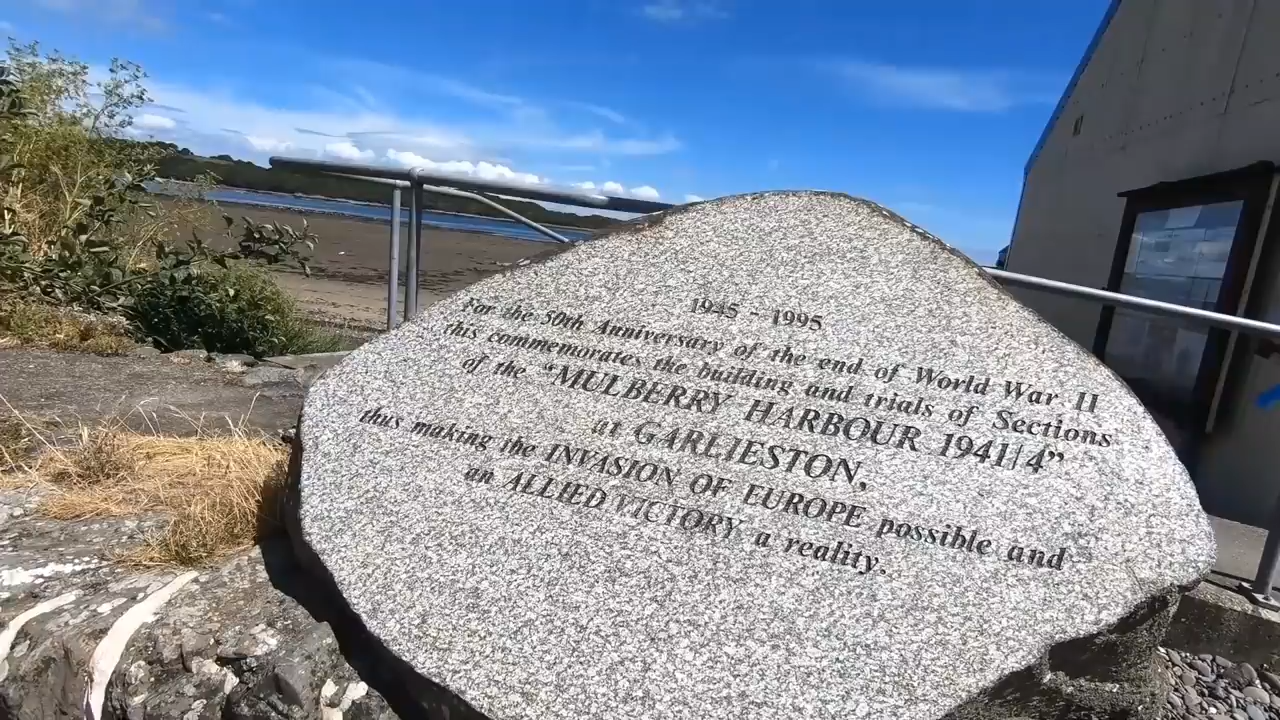 1945 - 1995
For the 50th Anniversary of the end of World War II
this commemorates the building and trials of Sections
of the "MULBERRY HARBOUR 1941/4"
at GARLIESTON,
thus making the INVASION OF EUROPE possible and
an ALLIED VICTORY a reality.